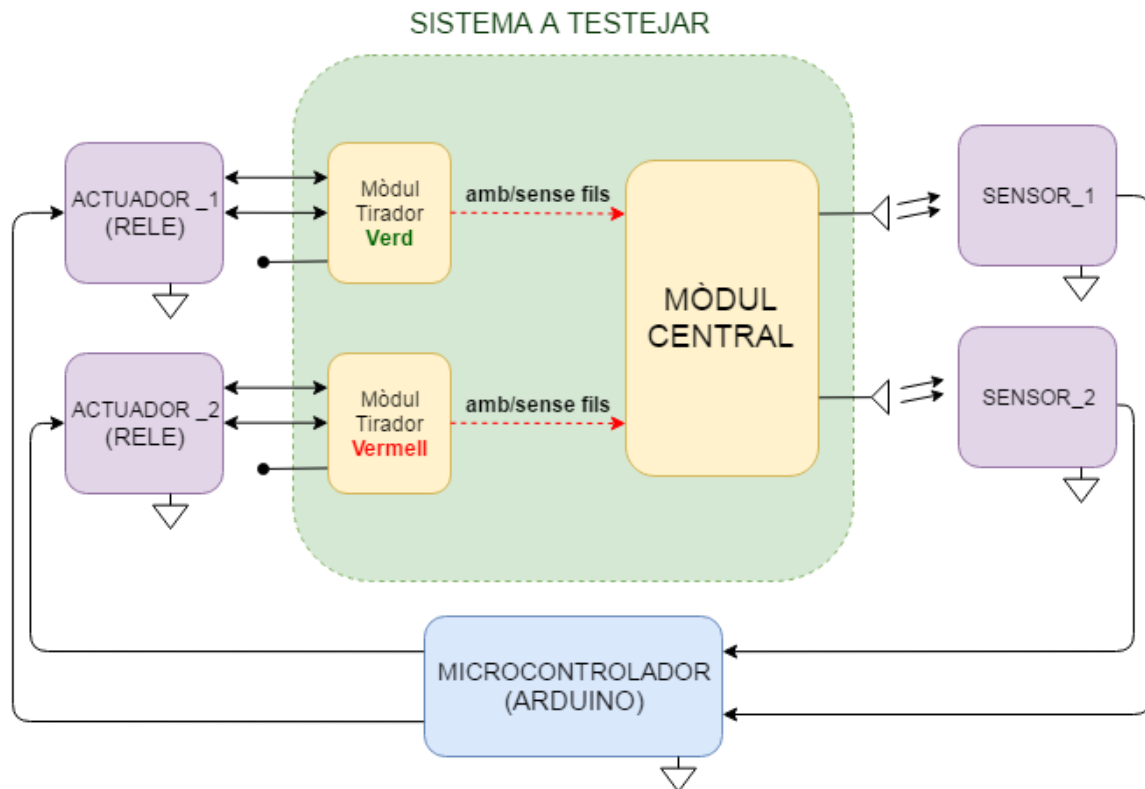 SISTEMA A TESTEJAR
ACTUADOR _1
(RELE)
Mòdul
Tirador
Verd
amb/sense fils
MÒDUL
CENTRAL
SENSOR_1
ACTUADOR _2
(RELE)
Mòdul
Tirador
Vermell
amb/sense fils
SENSOR_2
MICROCONTROLADOR
(ARDUINO)